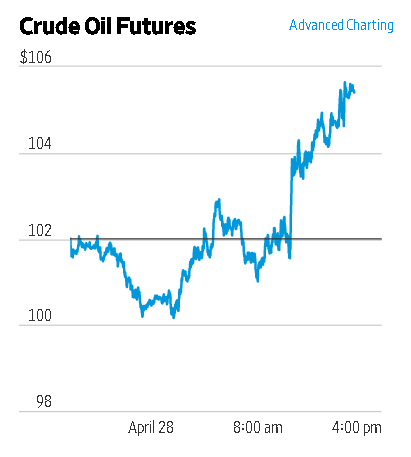 Crude Oil Futures
Advanced Charting
$106
104
102
100
98
April 28
8:00 am
4:00 pm